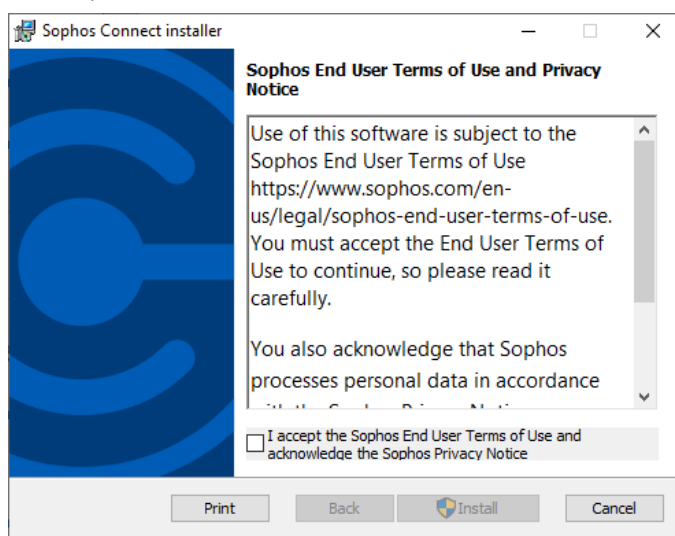 Sophos Connect installer
Sophos End User Terms of Use and Privacy
Notice
Use of this software is subject to the
Sophos End User Terms of Use
https://www.sophos.com/en-
us/legal/sophos-end-user-terms-of-use.
You must accept the End User Terms of
Use to continue, so please read it
carefully.
You also acknowledge that Sophos
processes personal data in accordance
I accept the Sophos End User Terms of Use and
acknowledge the Sophos Privacy Notice
Print
Back
Install
Cancel